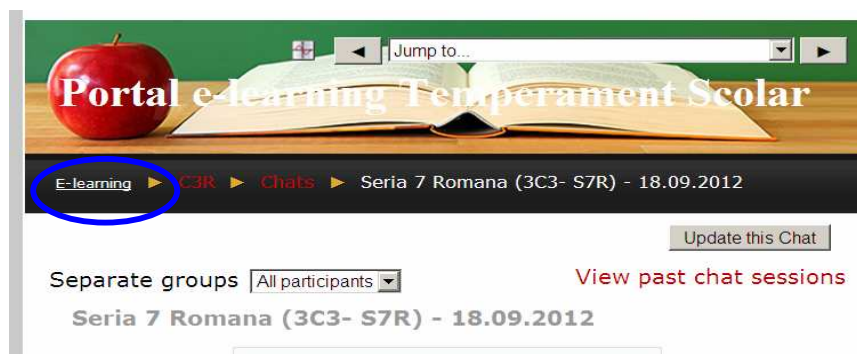 Jump to...
Portal e-learning Temperament Scolar
E-learning ► C3R ► Chats ► Seria 7 Romana (3C3- S7R) - 18.09.2012
Update this Chat
Separate groups All participants View past chat sessions
Seria 7 Romana (3C3- S7R) - 18.09.2012